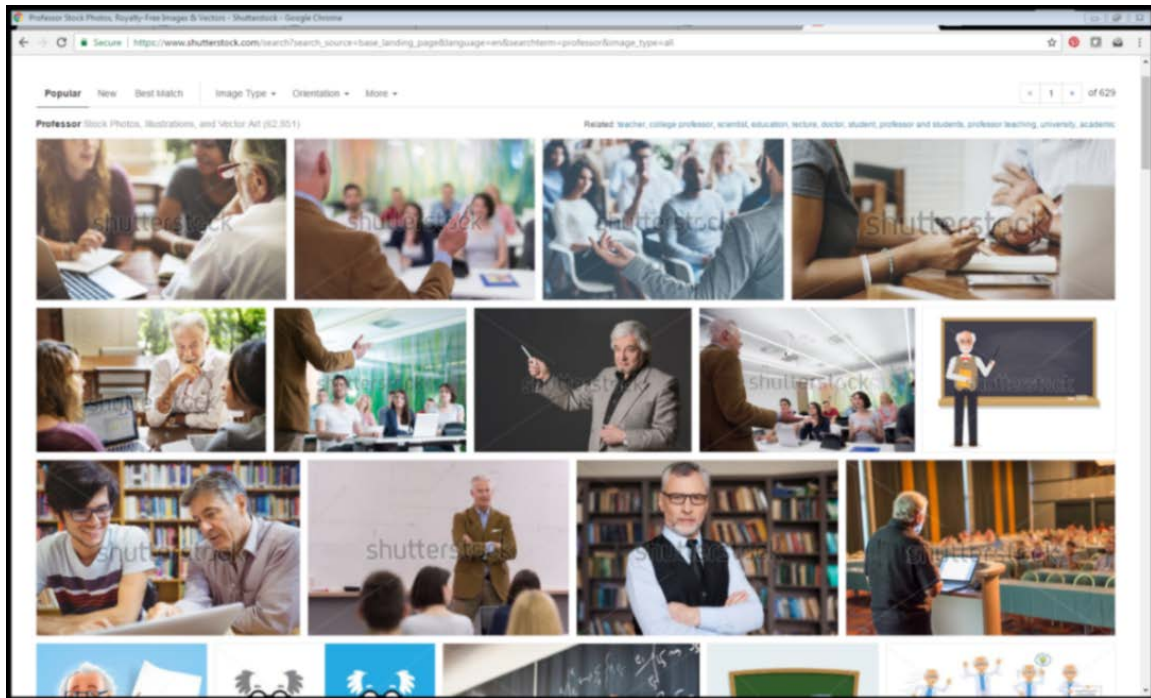 Professor Stock Photos, Royalty-Free Images & Vectors - Shutterstock - Google Chrome
Secure | https://www.shutterstock.com/search?search_source=base_landing_page&language=en&searchterm=professor&image_type=all
Popular New Best Match Image Type Orientation More < 1 > of 629
Professor Stock Photos, Illustrations, and Vector Art (62,851) Related: teacher, college professor, scientist, education, lecture, doctor, student, professor and students, professor teaching, university, academic
shutterstock shutterstock shutterstock shutterstock
shutterstock shutterstock shutterstock shutterstock shutterstock
shutterstock shutterstock shutterstock shutterstock